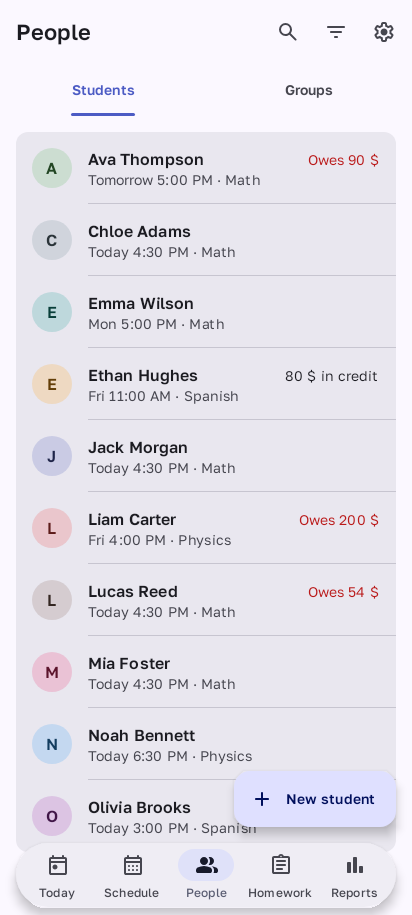 People
Students
Groups
A
Ava Thompson
Owes 90 $
Tomorrow 5:00 PM · Math
C
Chloe Adams
Today 4:30 PM · Math
E
Emma Wilson
Mon 5:00 PM · Math
E
Ethan Hughes
80 $ in credit
Fri 11:00 AM · Spanish
J
Jack Morgan
Today 4:30 PM · Math
L
Liam Carter
Owes 200 $
Fri 4:00 PM · Physics
L
Lucas Reed
Owes 54 $
Today 4:30 PM · Math
M
Mia Foster
Today 4:30 PM · Math
N
Noah Bennett
Today 6:30 PM · Physics
O
Olivia Brooks
Today 3:00 PM · Spanish
New student
Today
Schedule
People
Homework
Reports